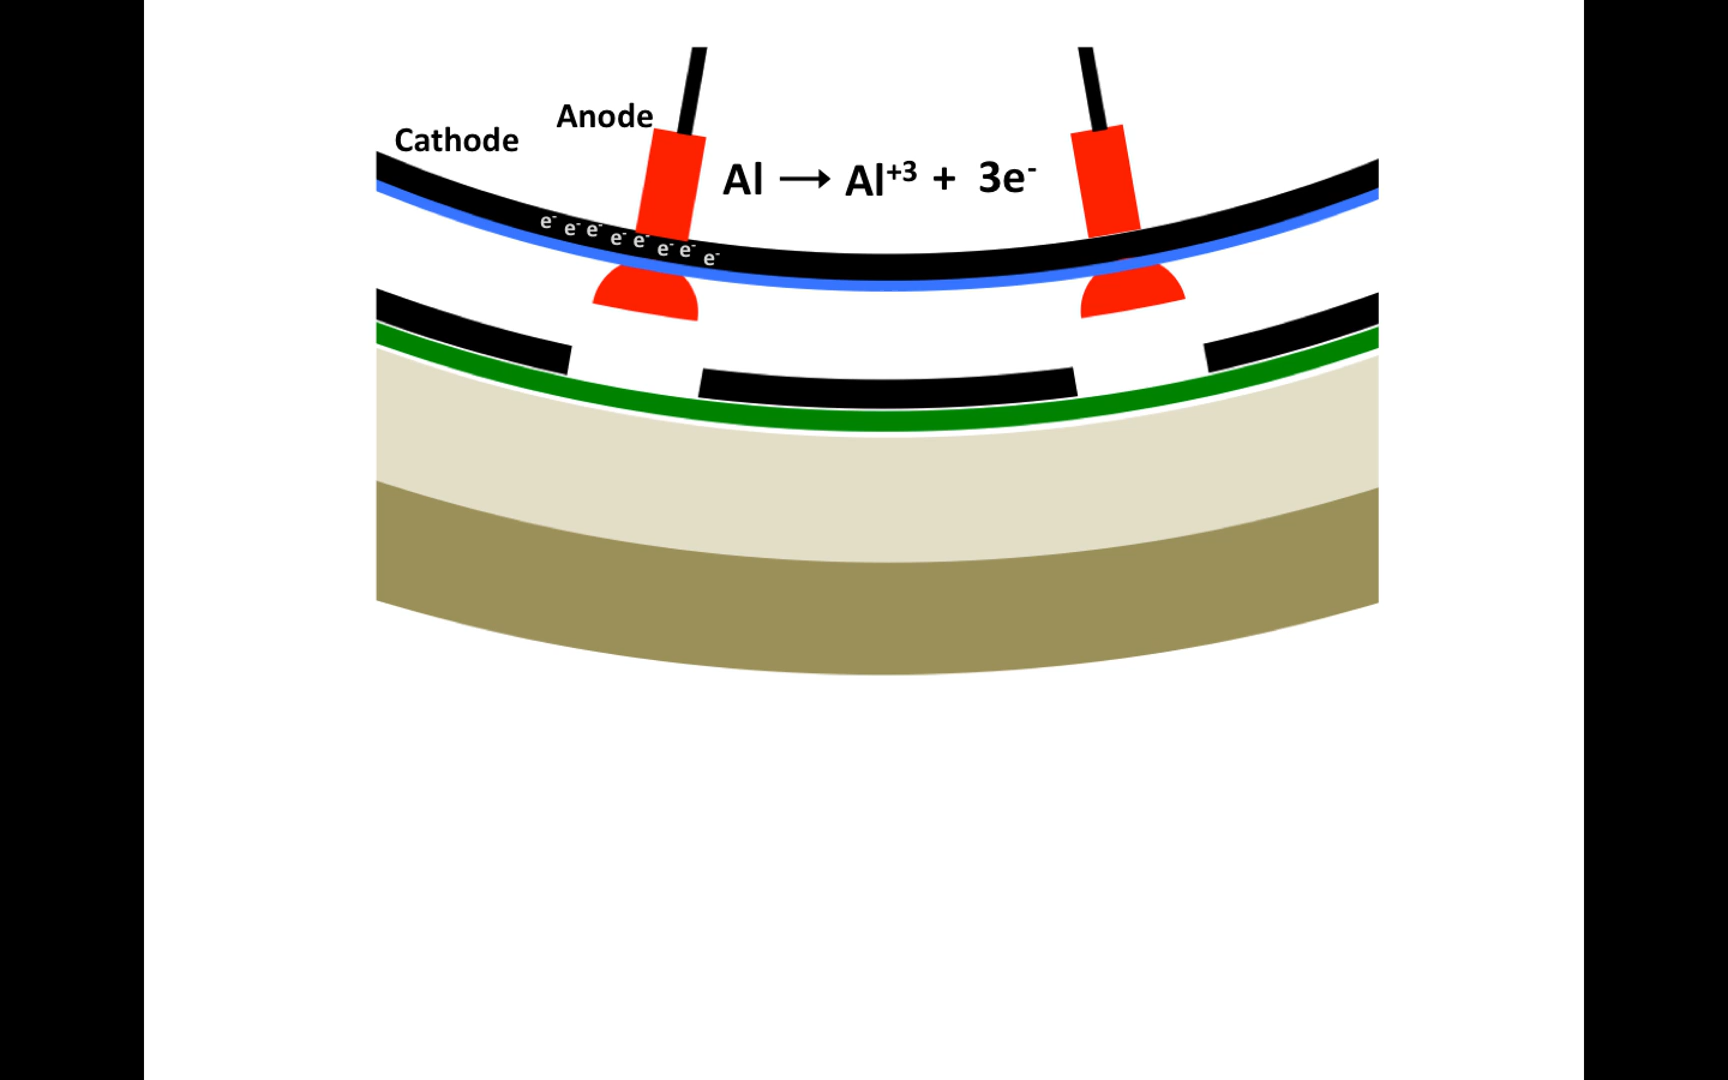 Anode
Cathode
Al → Al⁺³ + 3e⁻
e⁻ e⁻ e⁻ e⁻ e⁻ e⁻ e⁻ e⁻